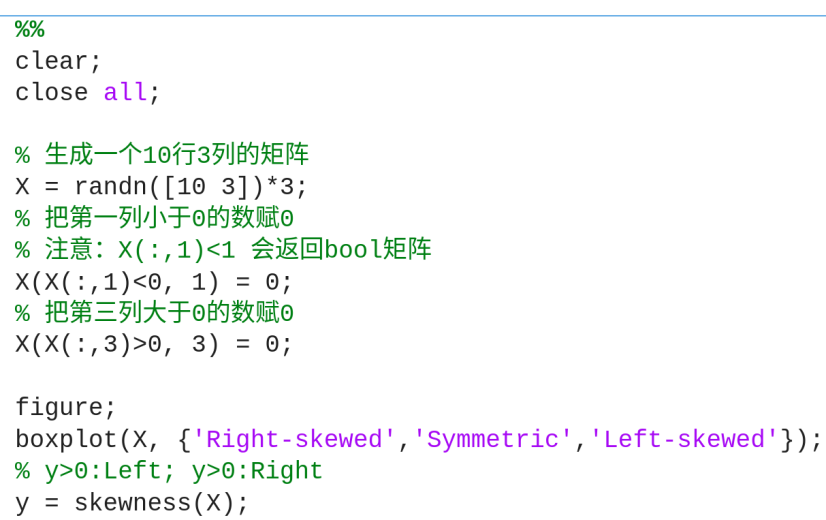 %%
clear;
close all;
% 生成一个10行3列的矩阵
X = randn([10 3])*3;
% 把第一列小于0的数赋0
% 注意：X(:,1)<1 会返回bool矩阵
X(X(:,1)<0, 1) = 0;
% 把第三列大于0的数赋0
X(X(:,3)>0, 3) = 0;
figure;
boxplot(X, {'Right-skewed','Symmetric','Left-skewed'});
% y>0:Left; y>0:Right
y = skewness(X);